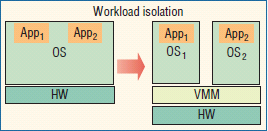 Workload isolation
App1 App2
OS
HW
App1
OS1
App2
OS2
VMM
HW